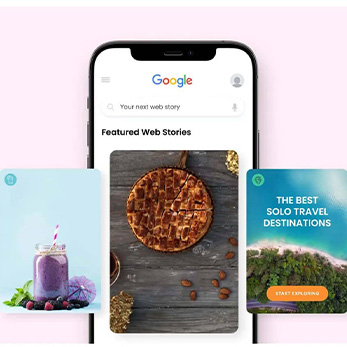 Google
Your next web story
Featured Web Stories
THE BEST
SOLO TRAVEL
DESTINATIONS
START EXPLORING